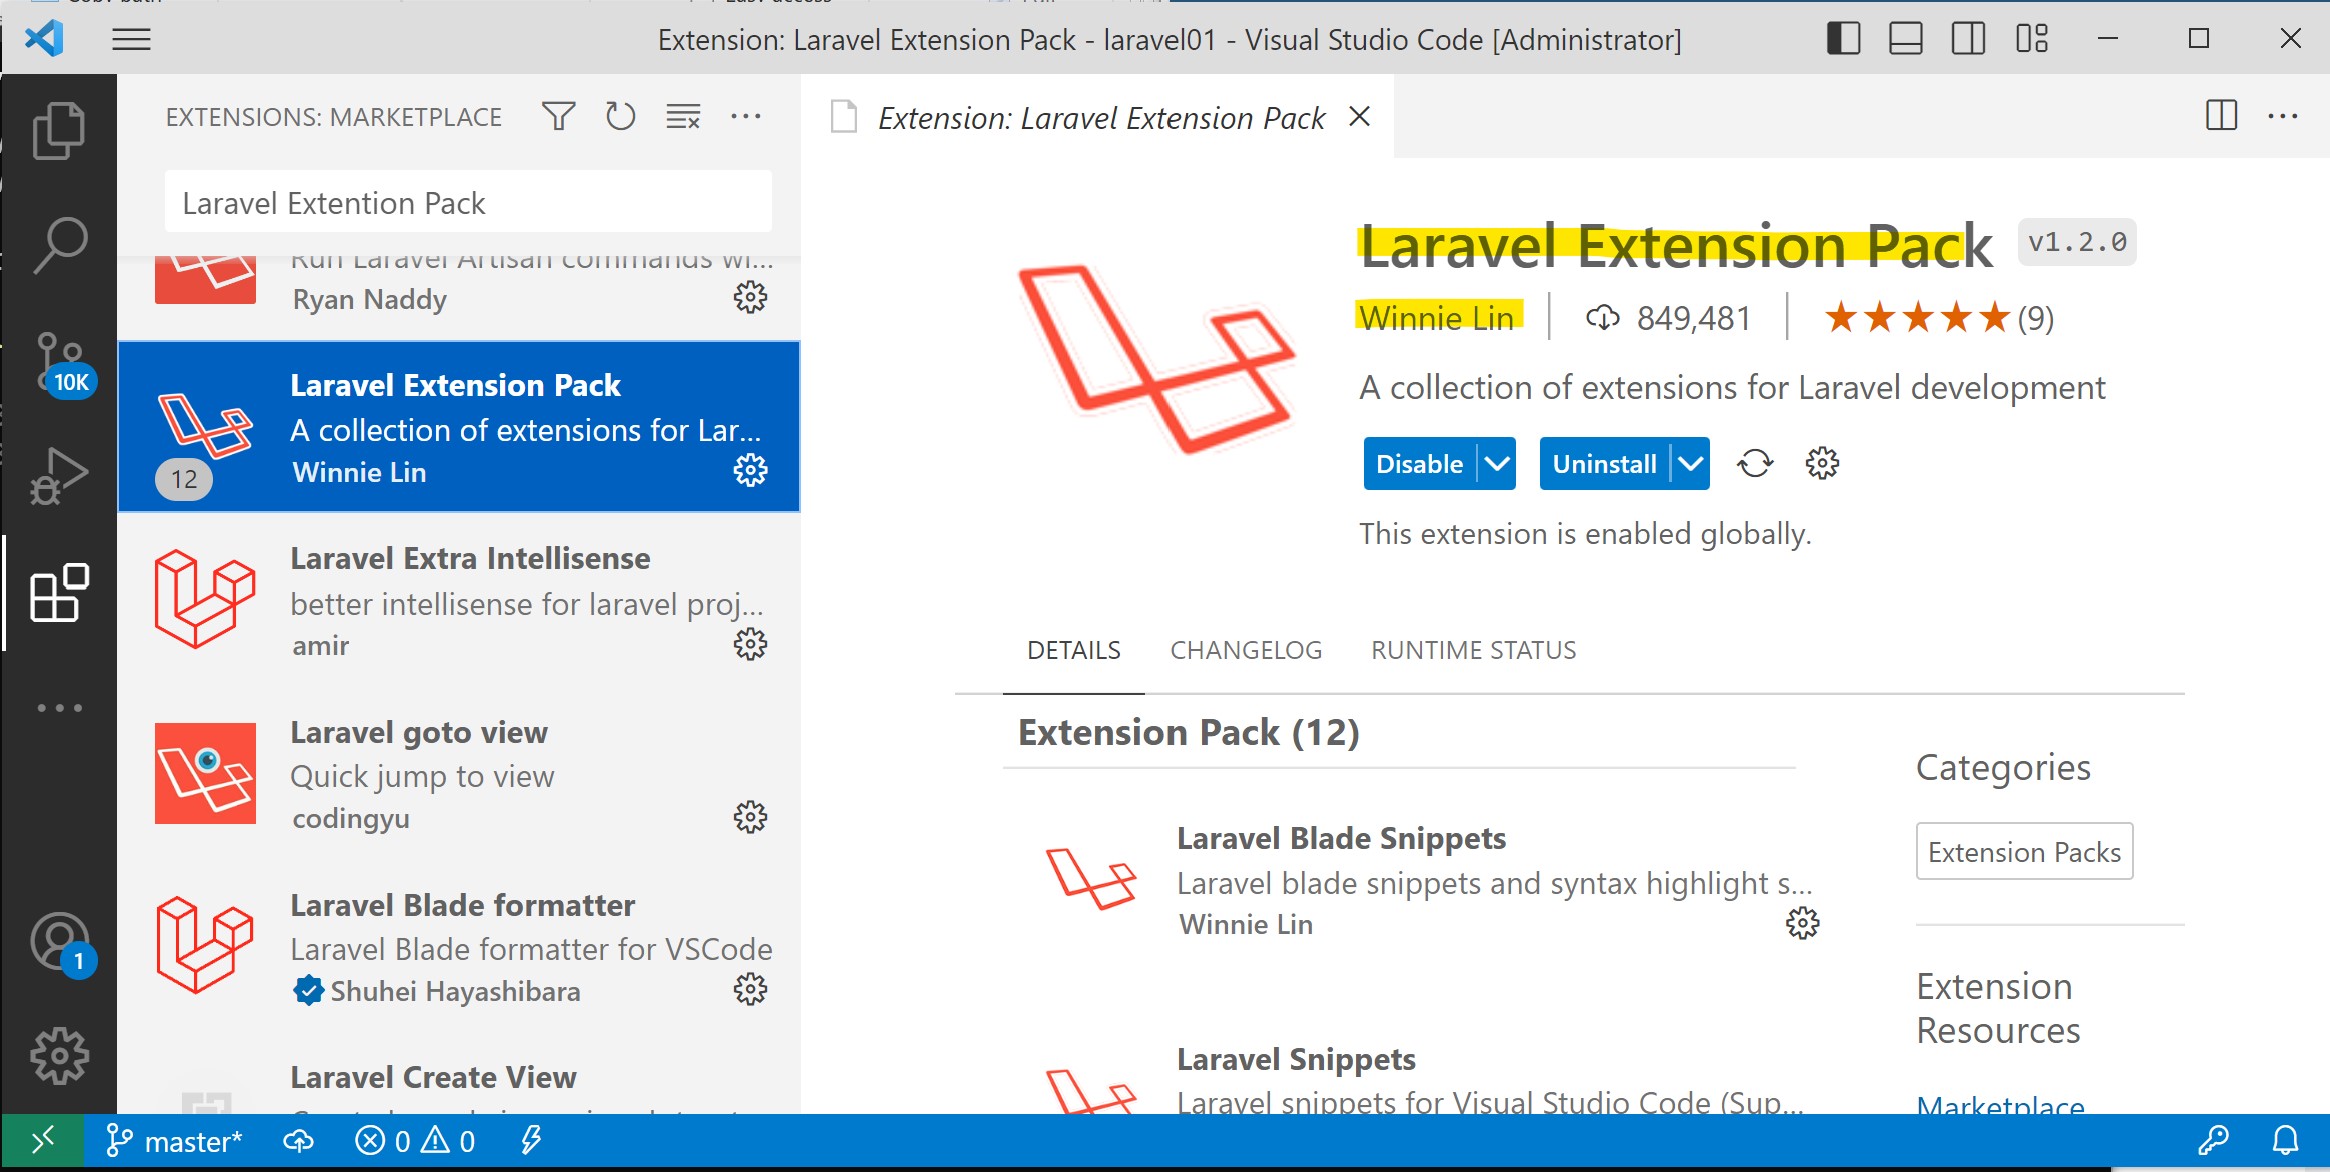 Extension: Laravel Extension Pack - laravel01 - Visual Studio Code [Administrator]
EXTENSIONS: MARKETPLACE
Laravel Extention Pack
Run Laravel Artisan commands wi...
Ryan Naddy
Laravel Extension Pack
A collection of extensions for Lar...
Winnie Lin
12
Laravel Extra Intellisense
better intellisense for laravel proj...
amir
Laravel goto view
Quick jump to view
codingyu
Laravel Blade formatter
Laravel Blade formatter for VSCode
Shuhei Hayashibara
Laravel Create View
10K
1
Extension: Laravel Extension Pack
Laravel Extension Pack v1.2.0
Winnie Lin 849,481 (9)
A collection of extensions for Laravel development
Disable Uninstall
This extension is enabled globally.
DETAILS CHANGELOG RUNTIME STATUS
Extension Pack (12)
Laravel Blade Snippets
Laravel blade snippets and syntax highlight s...
Winnie Lin
Laravel Snippets
Laravel snippets for Visual Studio Code (Sup...
Categories
Extension Packs
Extension
Resources
Marketplace
master* 0 0